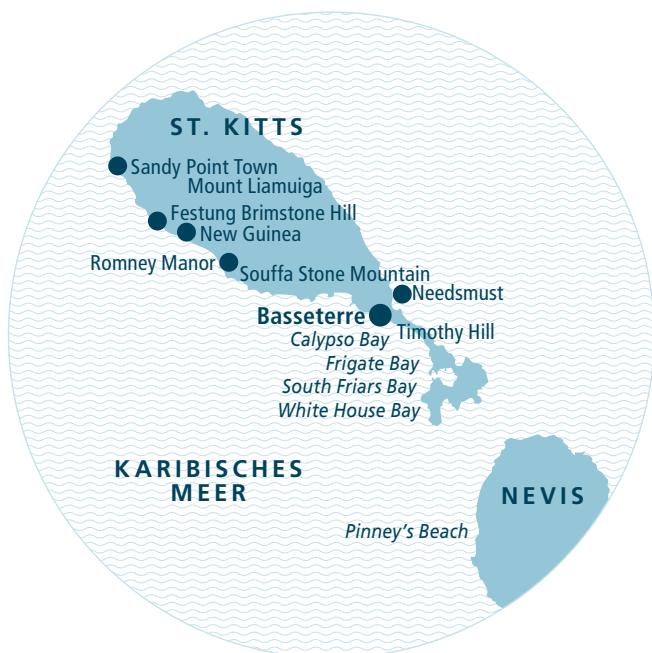 ST. KITTS
Sandy Point Town
Mount Liamuiga
Festung Brimstone Hill
New Guinea
Romney Manor
Souffa Stone Mountain
Needsmust
Basseterre
Timothy Hill
Calypso Bay
Frigate Bay
South Friars Bay
White House Bay
KARIBISCHES
MEER
NEVIS
Pinney's Beach